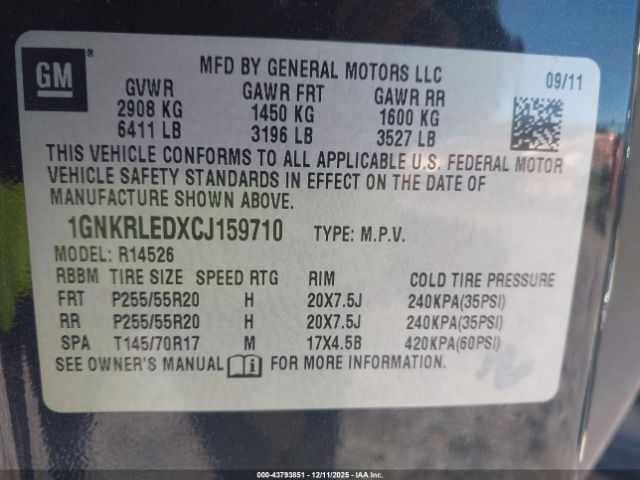 GM
MFD BY GENERAL MOTORS LLC
09/11
GVWR GAWR FRT GAWR RR
2908 KG 1450 KG 1600 KG
6411 LB 3196 LB 3527 LB
THIS VEHICLE CONFORMS TO ALL APPLICABLE U.S. FEDERAL MOTOR
VEHICLE SAFETY STANDARDS IN EFFECT ON THE DATE OF
MANUFACTURE SHOWN ABOVE.
1GNKRLEDXCJ159710 TYPE: M.P.V.
MODEL: R14526
RBBM TIRE SIZE SPEED RTG RIM COLD TIRE PRESSURE
FRT P255/55R20 H 20X7.5J 240KPA(35PSI)
RR P255/55R20 H 20X7.5J 240KPA(35PSI)
SPA T145/70R17 M 17X4.5B 420KPA(60PSI)
SEE OWNER'S MANUAL FOR MORE INFORMATION.
000-43793851 - 12/11/2025 - IAA Inc.